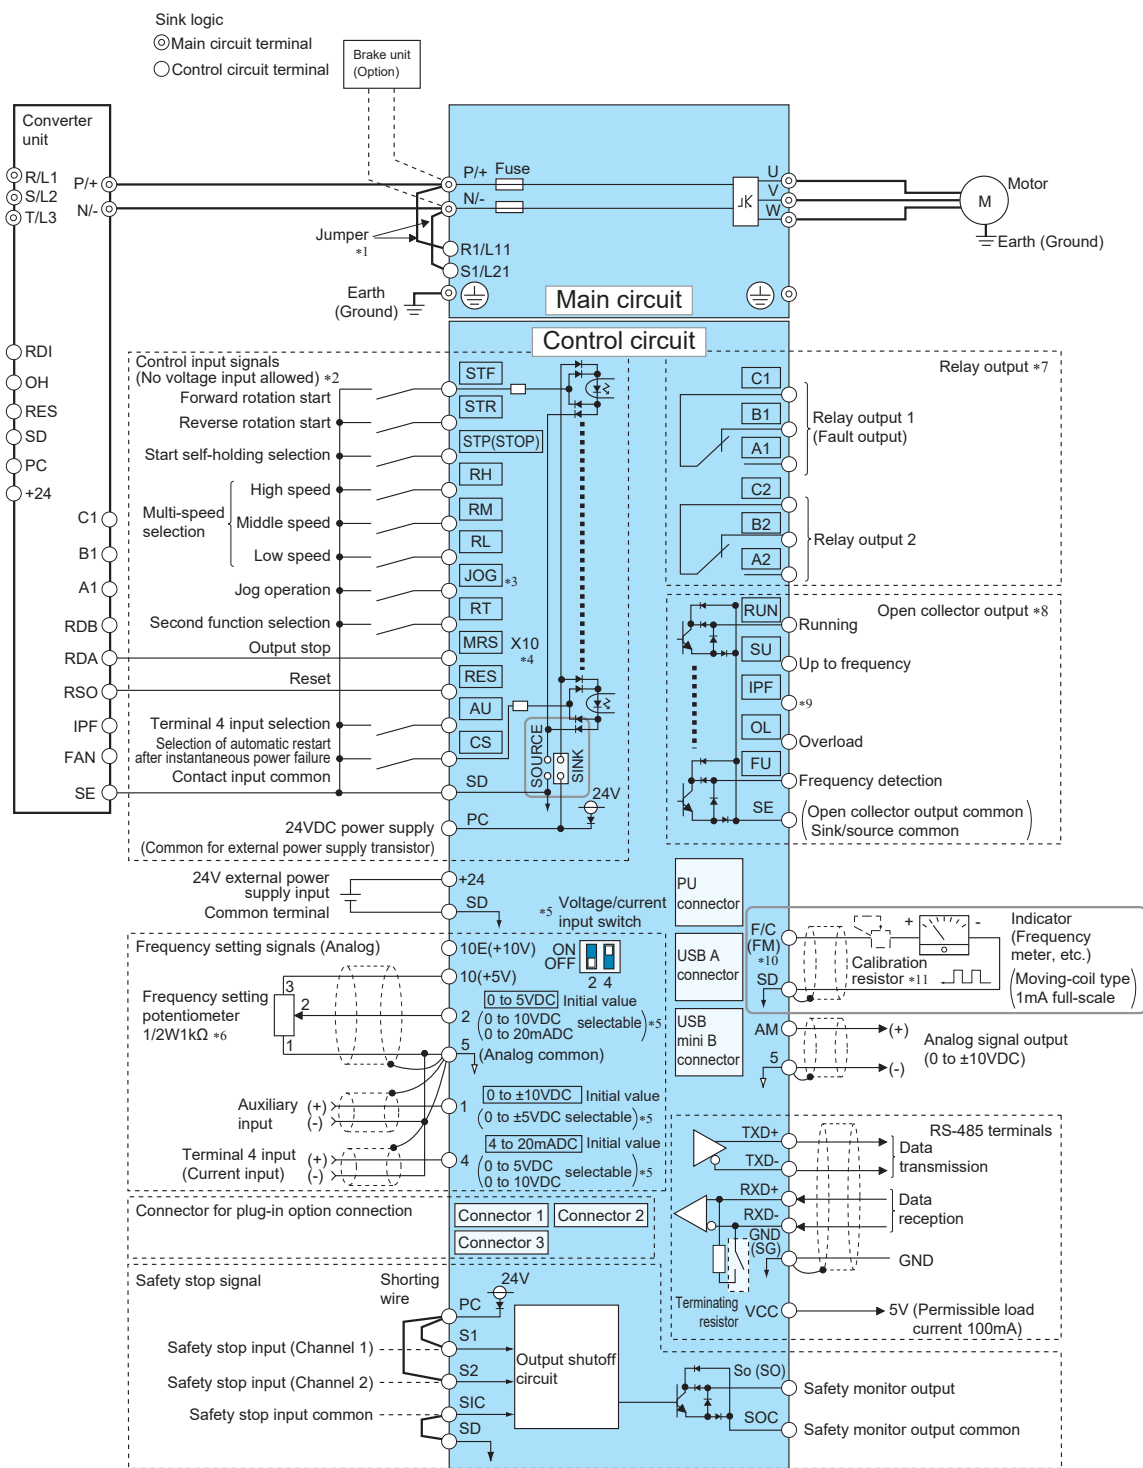 Sink logic
Main circuit terminal
Control circuit terminal
Brake unit
(Option)
Converter
unit
R/L1
S/L2
T/L3
P/+
N/-
P/+
Fuse
N/-
Jumper
*1
R1/L11
S1/L21
Earth
(Ground)
Main circuit
U
V
W
Motor
M
Earth (Ground)
Control circuit
RDI
OH
RES
SD
PC
+24
C1
B1
A1
RDB
RDA
RSO
IPF
FAN
SE
Control input signals
(No voltage input allowed) *2
Forward rotation start
Reverse rotation start
Start self-holding selection
Multi-speed
selection
High speed
Middle speed
Low speed
Jog operation
Second function selection
Output stop
Reset
Terminal 4 input selection
Selection of automatic restart
after instantaneous power failure
Contact input common
24VDC power supply
(Common for external power supply transistor)
STF
STR
STP(STOP)
RH
RM
RL
JOG *3
RT
MRS X10
*4
RES
AU
CS
SD
PC
SOURCE
SINK
24V
Relay output *7
C1
B1
A1
Relay output 1
(Fault output)
C2
B2
A2
Relay output 2
Open collector output *8
RUN
Running
SU
Up to frequency
IPF
*9
OL
Overload
FU
Frequency detection
SE
(Open collector output common
Sink/source common)
24V external power
supply input
Common terminal
+24
SD
*5 Voltage/current
input switch
ON
OFF
2 4
Frequency setting signals (Analog)
Frequency setting
potentiometer
1/2W1kΩ *6
3
2
1
10E(+10V)
10(+5V)
2
0 to 5VDC Initial value
(0 to 10VDC
0 to 20mADC selectable) *5
5
(Analog common)
Auxiliary
input
(+)
(-)
1
0 to ±10VDC Initial value
(0 to ±5VDC selectable) *5
Terminal 4 input
(Current input)
(+)
(-)
4
4 to 20mADC Initial value
(0 to 5VDC
0 to 10VDC selectable) *5
PU
connector
USB A
connector
USB
mini B
connector
F/C
(FM)
*10
SD
+
-
Calibration
resistor *11
Indicator
(Frequency
meter, etc.)
(Moving-coil type
1mA full-scale)
AM
5
(+)
(-)
Analog signal output
(0 to ±10VDC)
RS-485 terminals
TXD+
TXD-
Data
transmission
RXD+
RXD-
Data
reception
GND
(SG)
GND
Terminating
resistor
VCC
5V (Permissible load
current 100mA)
Connector for plug-in option connection
Connector 1
Connector 2
Connector 3
Safety stop signal
Shorting
wire
24V
PC
S1
S2
SIC
SD
Safety stop input (Channel 1)
Safety stop input (Channel 2)
Safety stop input common
Output shutoff
circuit
So (SO)
SOC
Safety monitor output
Safety monitor output common